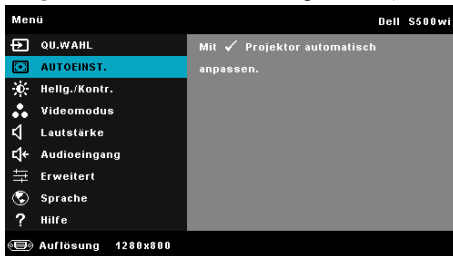 Menü Dell S500wi
QU.WAHL
AUTOEINST.
Hellg./Kontr.
Videomodus
Lautstärke
Audioeingang
Erweitert
Sprache
? Hilfe
Mit ✓ Projektor automatisch
anpassen.
Auflösung 1280x800